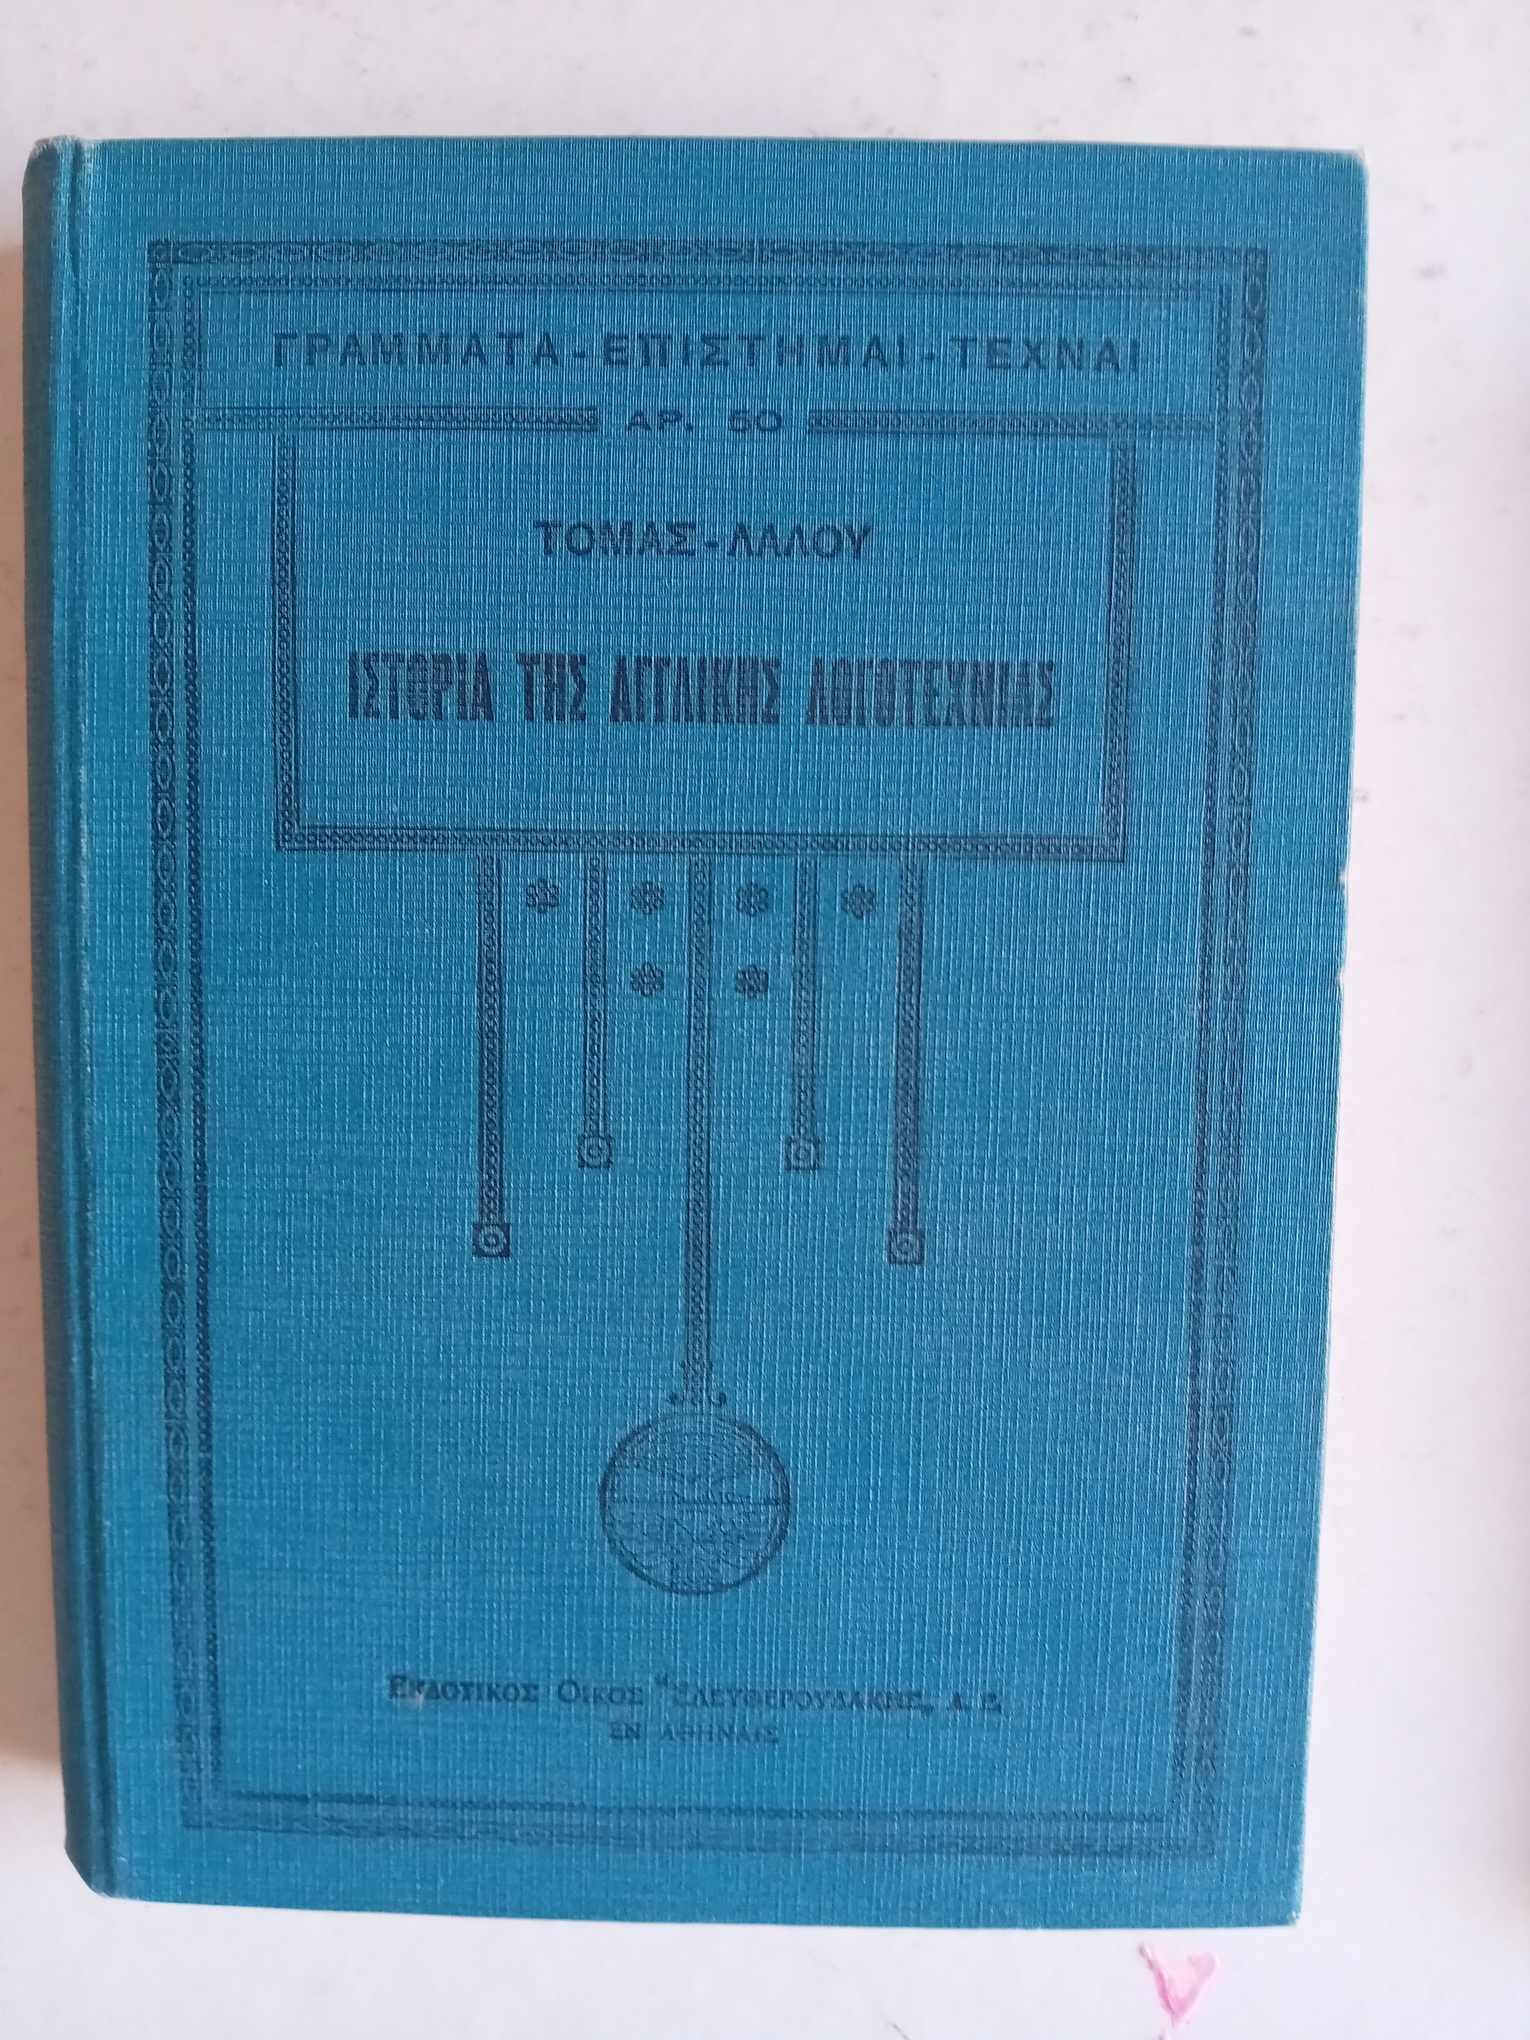 ΓΡΑΜΜΑΤΑ - ΕΠΙΣΤΗΜΑΙ - ΤΕΧΝΑΙ
ΑΡ. 50
ΤΟΜΑΣ - ΛΑΛΟΥ
ΙΣΤΟΡΙΑ ΤΗΣ ΑΓΓΛΙΚΗΣ ΛΟΓΟΤΕΧΝΙΑΣ
ΕΚΔΟΤΙΚΟΣ ΟΙΚΟΣ "ΕΛΕΥΘΕΡΟΥΔΑΚΗΣ„ Α. Ε.
ΕΝ ΑΘΗΝΑΙΣ